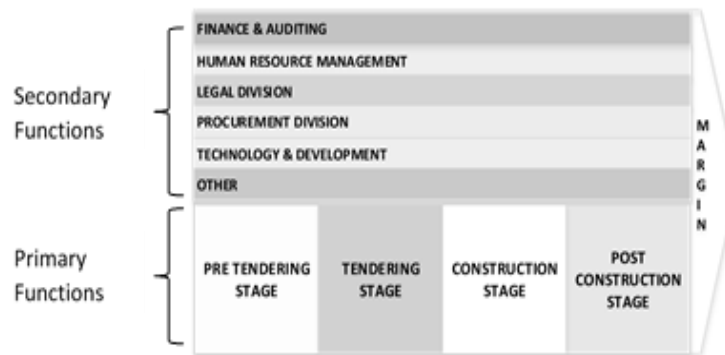 Secondary
Functions
FINANCE & AUDITING
HUMAN RESOURCE MANAGEMENT
LEGAL DIVISION
PROCUREMENT DIVISION
TECHNOLOGY & DEVELOPMENT
OTHER
Primary
Functions
PRE TENDERING
STAGE
TENDERING
STAGE
CONSTRUCTION
STAGE
POST
CONSTRUCTION
STAGE
MARGIN